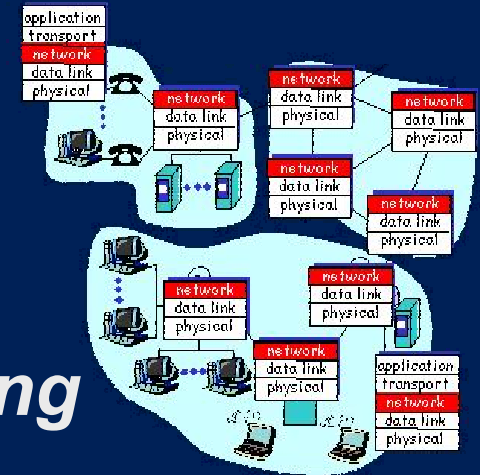 application
transport
network
data link
physical
network
data link
physical
network
data link
physical
network
data link
physical
network
data link
physical
network
data link
physical
network
data link
physical
network
data link
physical
network
data link
physical
application
transport
network
data link
physical
ng